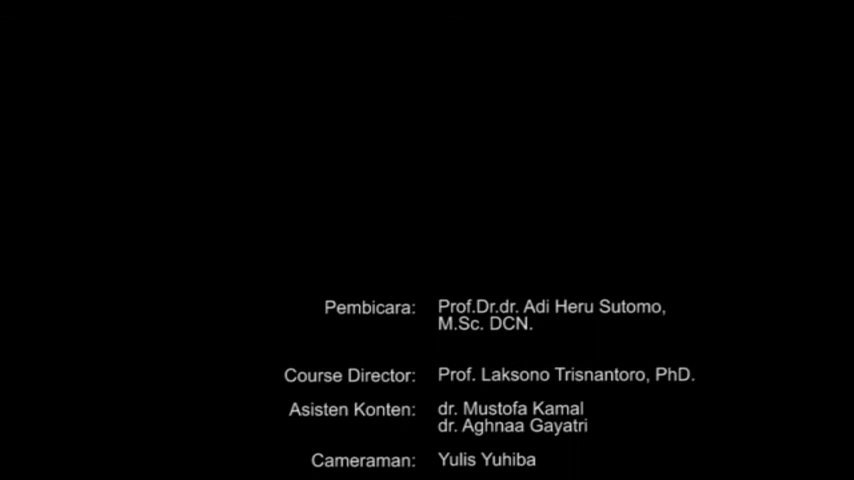 Pembicara: Prof.Dr.dr. Adi Heru Sutomo,
M.Sc. DCN.
Course Director: Prof. Laksono Trisnantoro, PhD.
Asisten Konten: dr. Mustofa Kamal
dr. Aghnaa Gayatri
Cameraman: Yulis Yuhiba